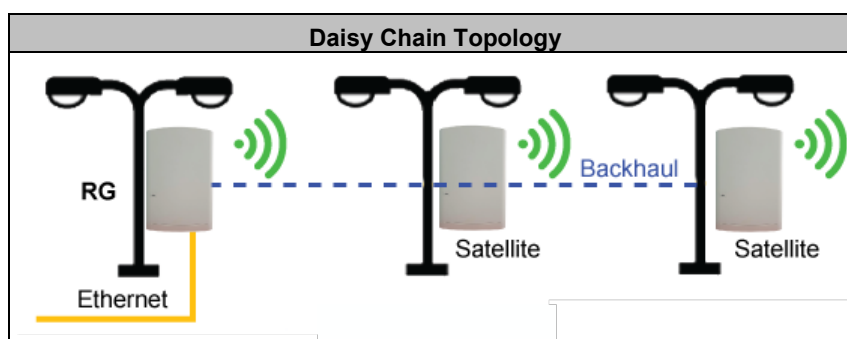 Daisy Chain Topology
Backhaul
RG
Satellite
Satellite
Ethernet